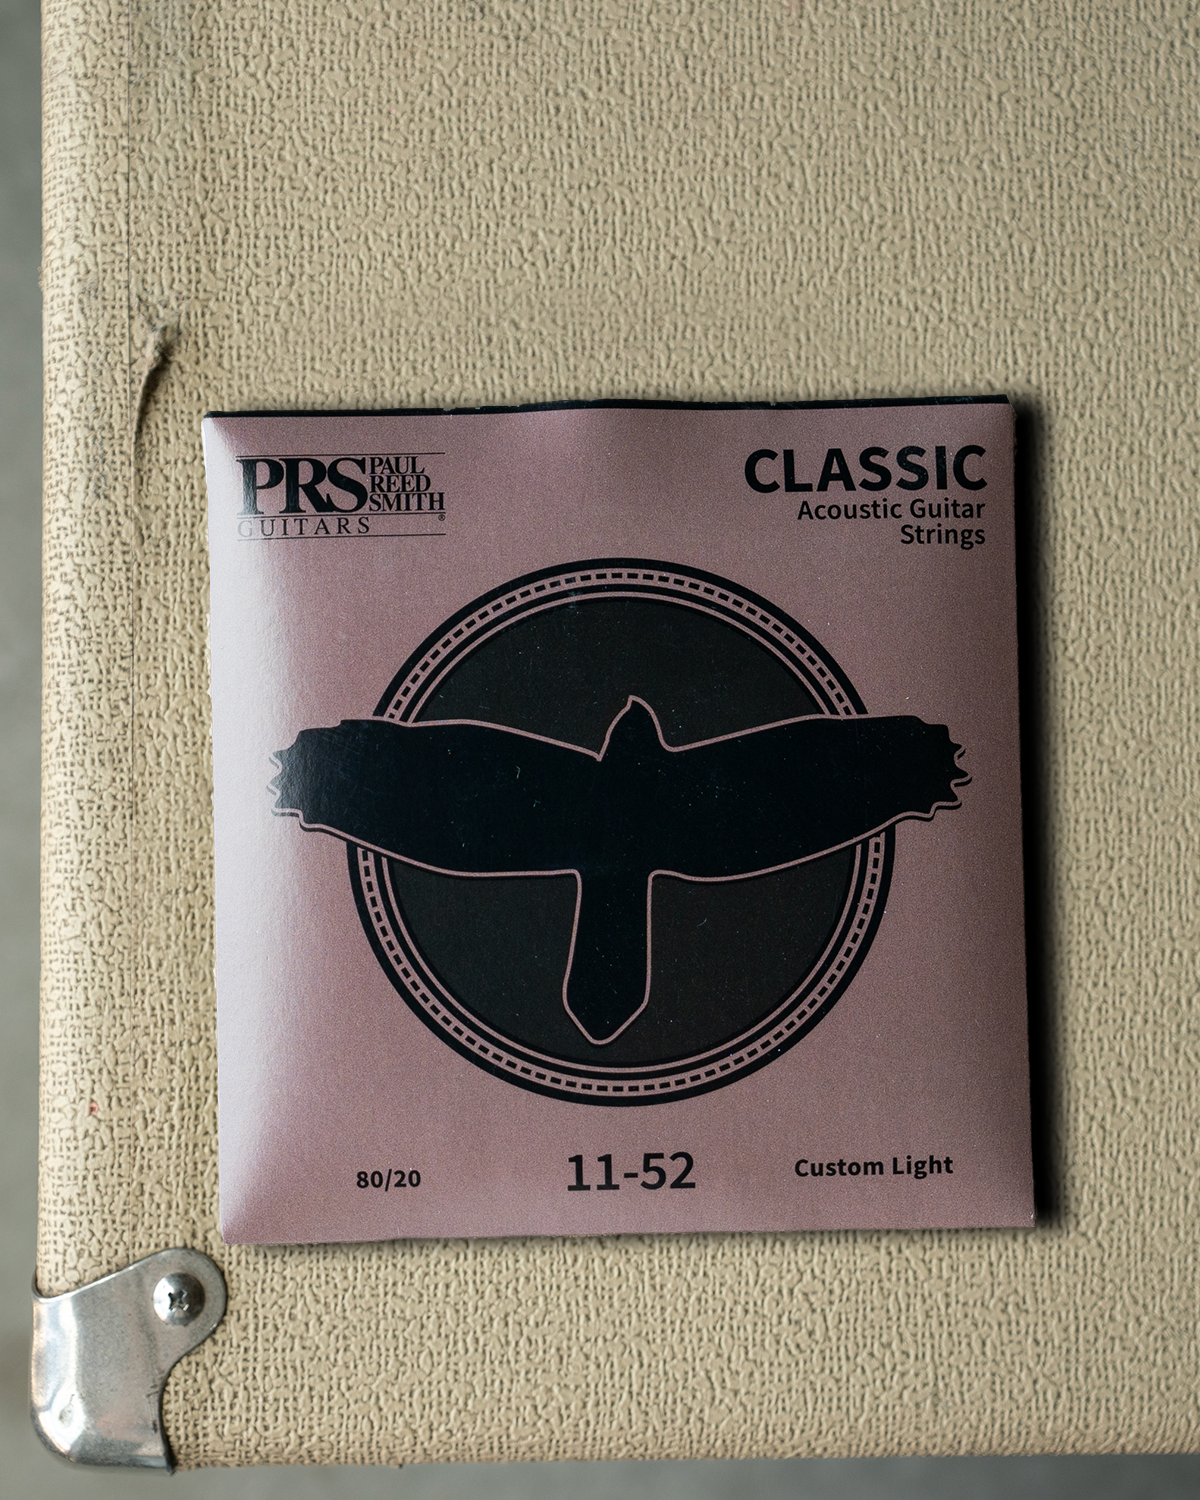 PRS PAUL
REED
SMITH
GUITARS ®
CLASSIC
Acoustic Guitar
Strings
80/20
11-52
Custom Light